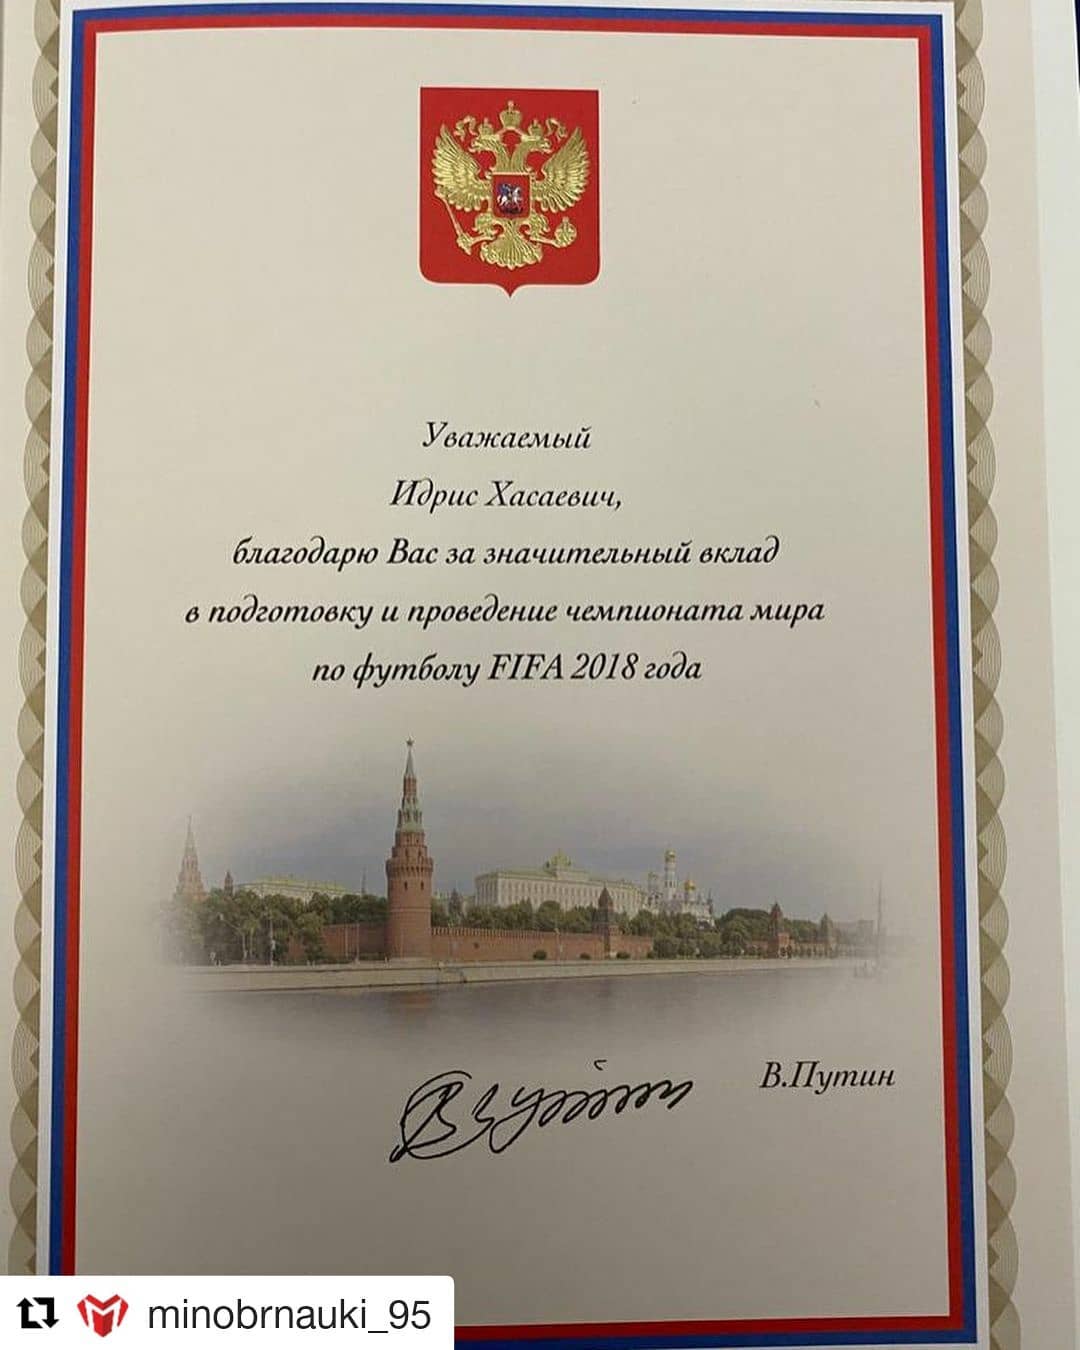 Уважаемый
Идрис Хасаевич,
благодарю Вас за значительный вклад
в подготовку и проведение чемпионата мира
по футболу FIFA 2018 года
В.Путин
minobrnauki_95